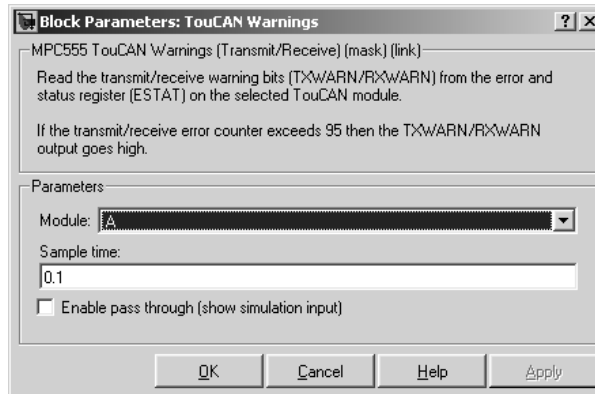 Block Parameters: TouCAN Warnings
MPC555 TouCAN Warnings (Transmit/Receive) (mask) (link)
Read the transmit/receive warning bits (TXWARN/RXWARN) from the error and
status register (ESTAT) on the selected TouCAN module.
If the transmit/receive error counter exceeds 95 then the TXWARN/RXWARN
output goes high.
Parameters
Module: A
Sample time:
0.1
Enable pass through (show simulation input)
OK Cancel Help Apply